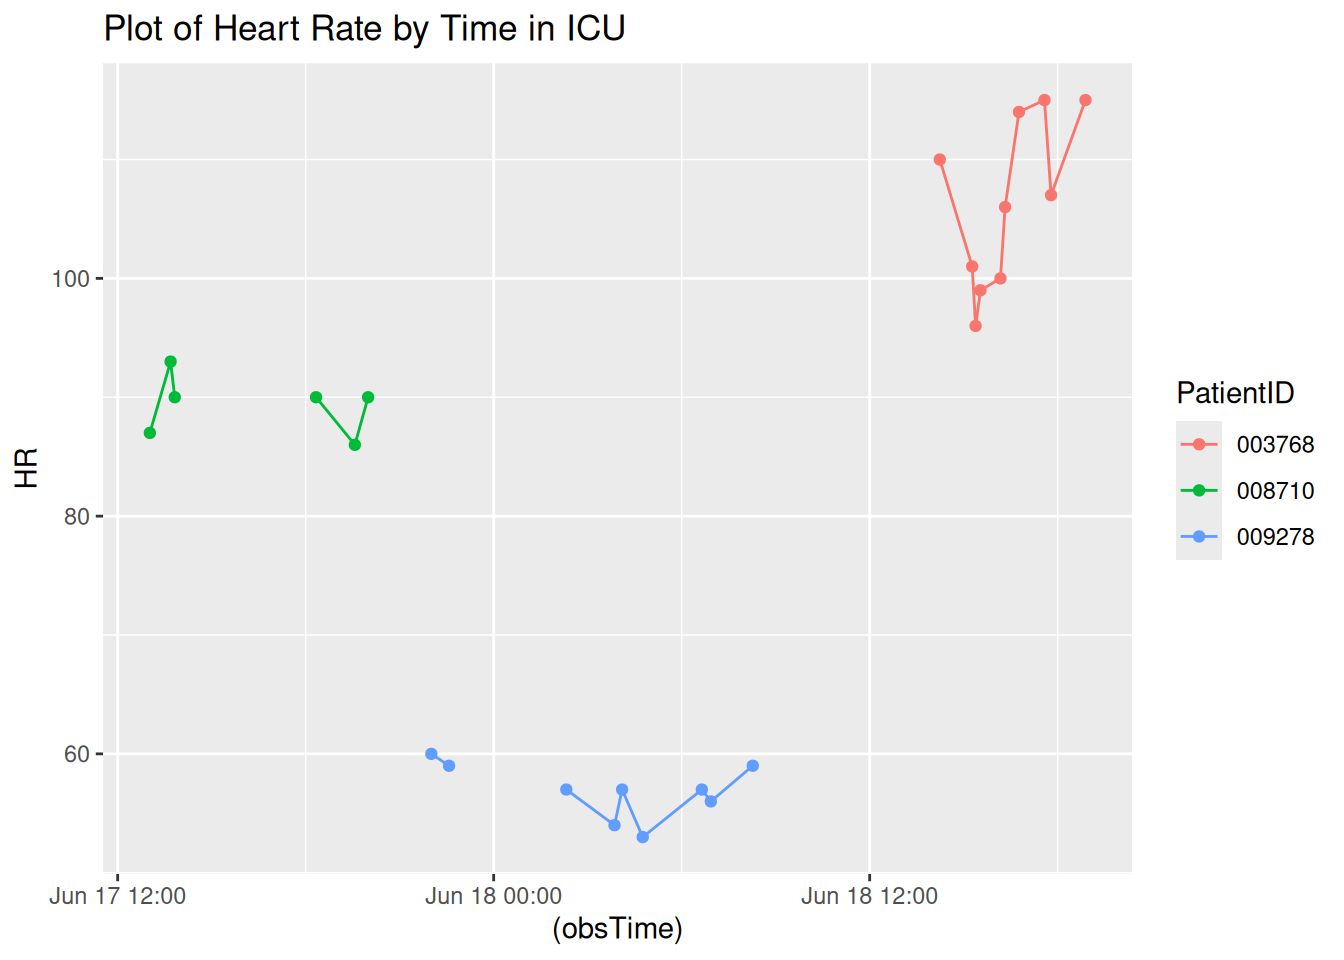 Plot of Heart Rate by Time in ICU
HR
100
80
60
Jun 17 12:00
Jun 18 00:00
Jun 18 12:00
(obsTime)
PatientID
003768
008710
009278